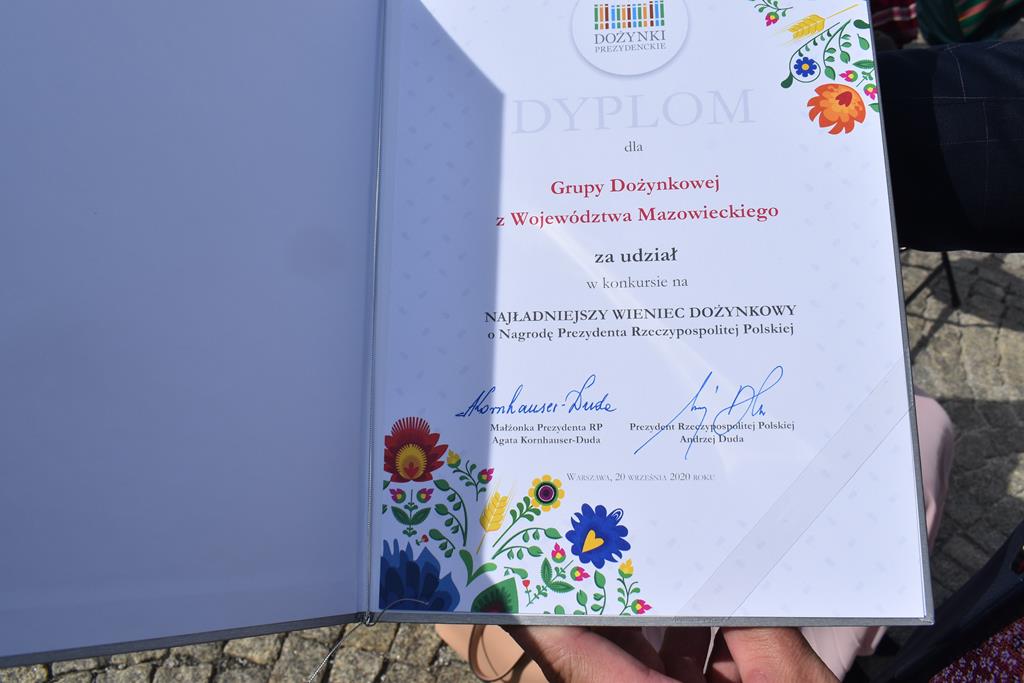 DOŻYNKI
PREZYDENCKIE
DYPLOM
dla
Grupy Dożynkowej
z Województwa Mazowieckiego
za udział
w konkursie na
NAJŁADNIEJSZY WIENIEC DOŻYNKOWY
o Nagrodę Prezydenta Rzeczypospolitej Polskiej
AKornhauser-Duda
Małżonka Prezydenta RP
Agata Kornhauser-Duda
Prezydent Rzeczypospolitej Polskiej
Andrzej Duda
Warszawa, 20 września 2020 roku